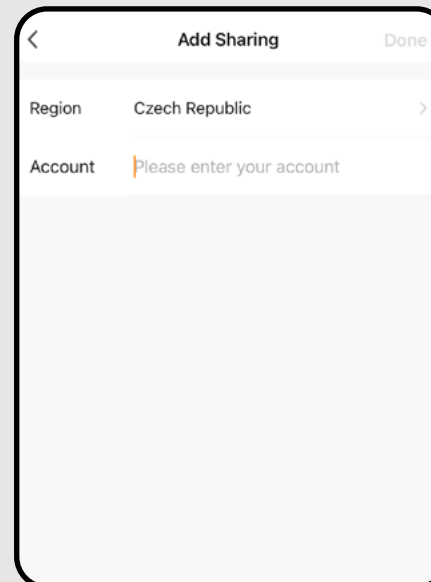 Add Sharing Done
Region Czech Republic
Account Please enter your account